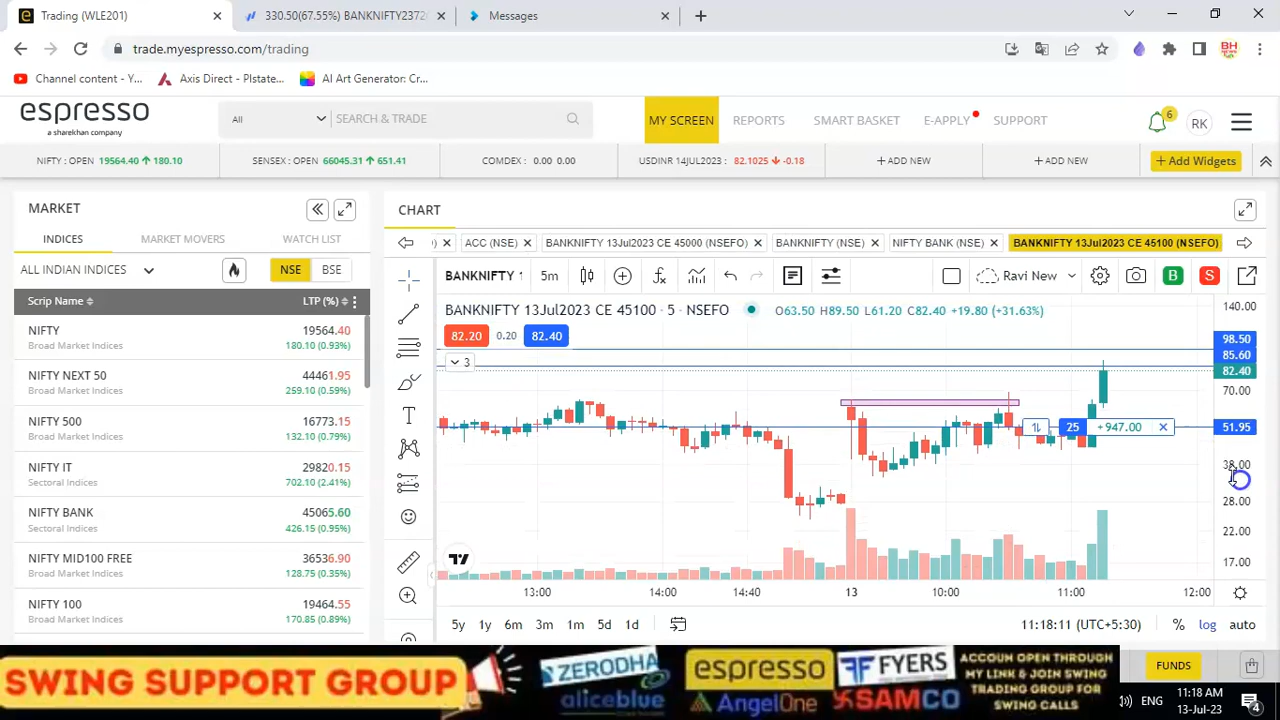 Trading (WLE201)
330.50(67.55%) BANKNIFTY2372
Messages
trade.myespresso.com/trading
Channel content - Y...
Axis Direct - Plstate...
AI Art Generator: Cr...
BH
espresso
a sharekhan company
All
SEARCH & TRADE
MY SCREEN
REPORTS
SMART BASKET
E-APPLY
SUPPORT
6
RK
NIFTY : OPEN 19564.40 ↑ 180.10
SENSEX : OPEN 66045.31 ↑ 651.41
COMDEX : 0.00 0.00
USDINR 14JUL2023 : 82.1025 ↓ -0.18
+ ADD NEW
+ ADD NEW
+ Add Widgets
MARKET
INDICES
MARKET MOVERS
WATCH LIST
ALL INDIAN INDICES
NSE
BSE
Scrip Name
LTP (%)
NIFTY 19564.40
Broad Market Indices 180.10 (0.93%)
NIFTY NEXT 50 44461.95
Broad Market Indices 259.10 (0.59%)
NIFTY 500 16773.15
Broad Market Indices 132.10 (0.79%)
NIFTY IT 29820.15
Sectoral Indices 702.10 (2.41%)
NIFTY BANK 45065.60
Sectoral Indices 426.15 (0.95%)
NIFTY MID100 FREE 36536.90
Broad Market Indices 128.75 (0.35%)
NIFTY 100 19464.55
Broad Market Indices 170.85 (0.89%)
CHART
)
ACC (NSE)
BANKNIFTY 13Jul2023 CE 45000 (NSEFO)
BANKNIFTY (NSE)
NIFTY BANK (NSE)
BANKNIFTY 13Jul2023 CE 45100 (NSEFO)
BANKNIFTY 1
5m
Ravi New
B
S
BANKNIFTY 13Jul2023 CE 45100 · 5 · NSEFO
O63.50 H89.50 L61.20 C82.40 +19.80 (+31.63%)
82.20
0.20
82.40
3
25
+947.00
140.00
98.50
85.60
82.40
70.00
51.95
38.00
28.00
22.00
17.00
13:00
14:00
14:40
13
10:00
11:00
12:00
5y
1y
6m
3m
1m
5d
1d
11:18:11 (UTC+5:30)
%
log
auto
SWING SUPPORT GROUP
ZERODHA
aliceblue
espresso
AngelOne
FYERS
SAMCO
ACCOUN OPEN THROUGH
MY LINK & JOIN SWING
TRADING GROUP FOR
SWING CALLS
FUNDS
ENG
11:18 AM
13-Jul-23
4